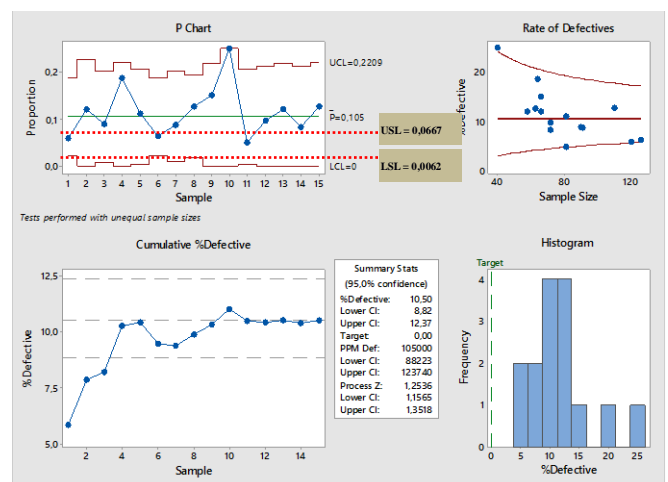 P Chart
Proportion
0,2
0,1
0,0
UCL=0,2209
P=0,105
LCL=0
USL = 0,0667
LSL = 0,0062
1 2 3 4 5 6 7 8 9 10 11 12 13 14 15
Sample
Tests performed with unequal sample sizes
Rate of Defectives
20
10
0
40 80 120
Sample Size
Cumulative %Defective
%Defective
12,5
10,0
7,5
5,0
2 4 6 8 10 12 14
Sample
Summary Stats
(95,0% confidence)
%Defective: 10,50
Lower CI: 8,82
Upper CI: 12,37
Target: 0,00
PPM Def: 105000
Lower CI: 88223
Upper CI: 123740
Process Z: 1,2536
Lower CI: 1,1565
Upper CI: 1,3518
Histogram
Target
Frequency
4
3
2
1
0
0 5 10 15 20 25
%Defective